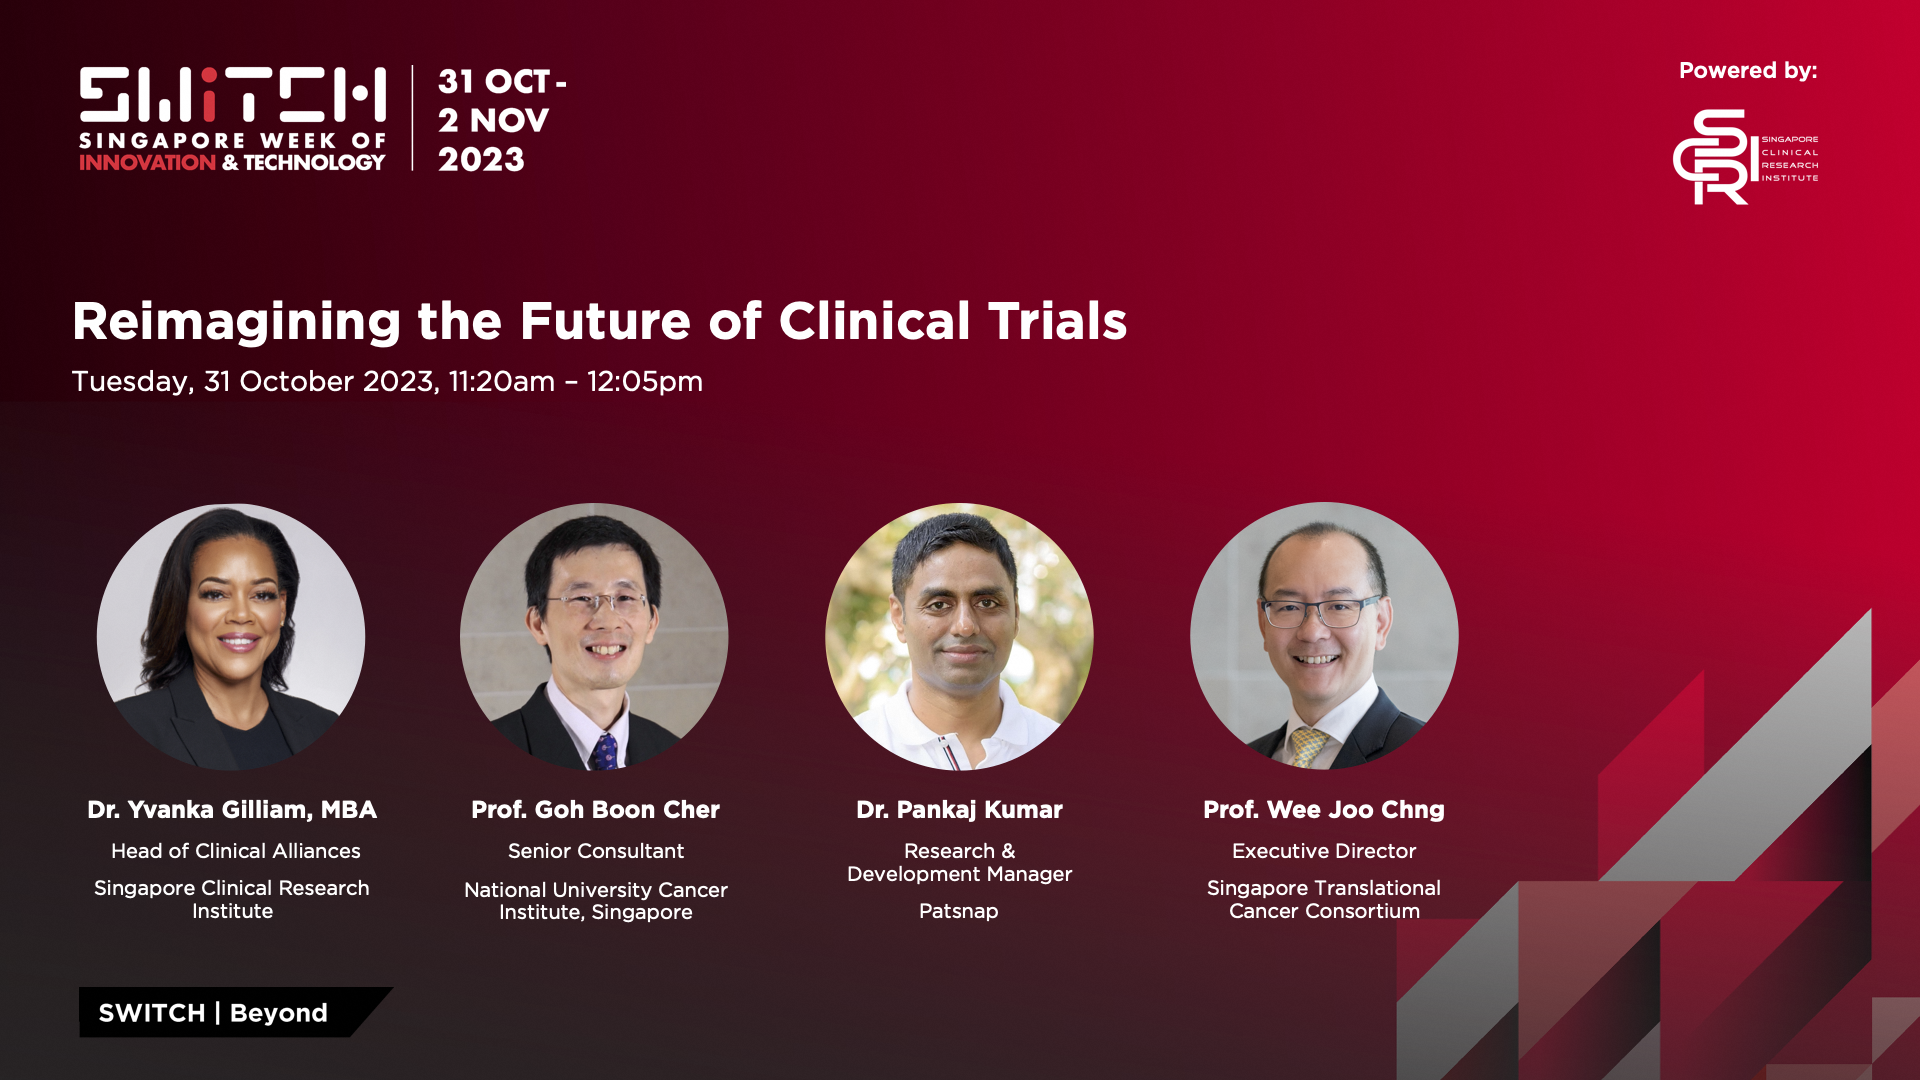 SWiTCH
SINGAPORE WEEK OF
INNOVATION & TECHNOLOGY
31 OCT -
2 NOV
2023
Powered by:
SCRI
SINGAPORE
CLINICAL
RESEARCH
INSTITUTE
Reimagining the Future of Clinical Trials
Tuesday, 31 October 2023, 11:20am – 12:05pm
Dr. Yvanka Gilliam, MBA
Head of Clinical Alliances
Singapore Clinical Research
Institute
Prof. Goh Boon Cher
Senior Consultant
National University Cancer
Institute, Singapore
Dr. Pankaj Kumar
Research &
Development Manager
Patsnap
Prof. Wee Joo Chng
Executive Director
Singapore Translational
Cancer Consortium
SWITCH | Beyond